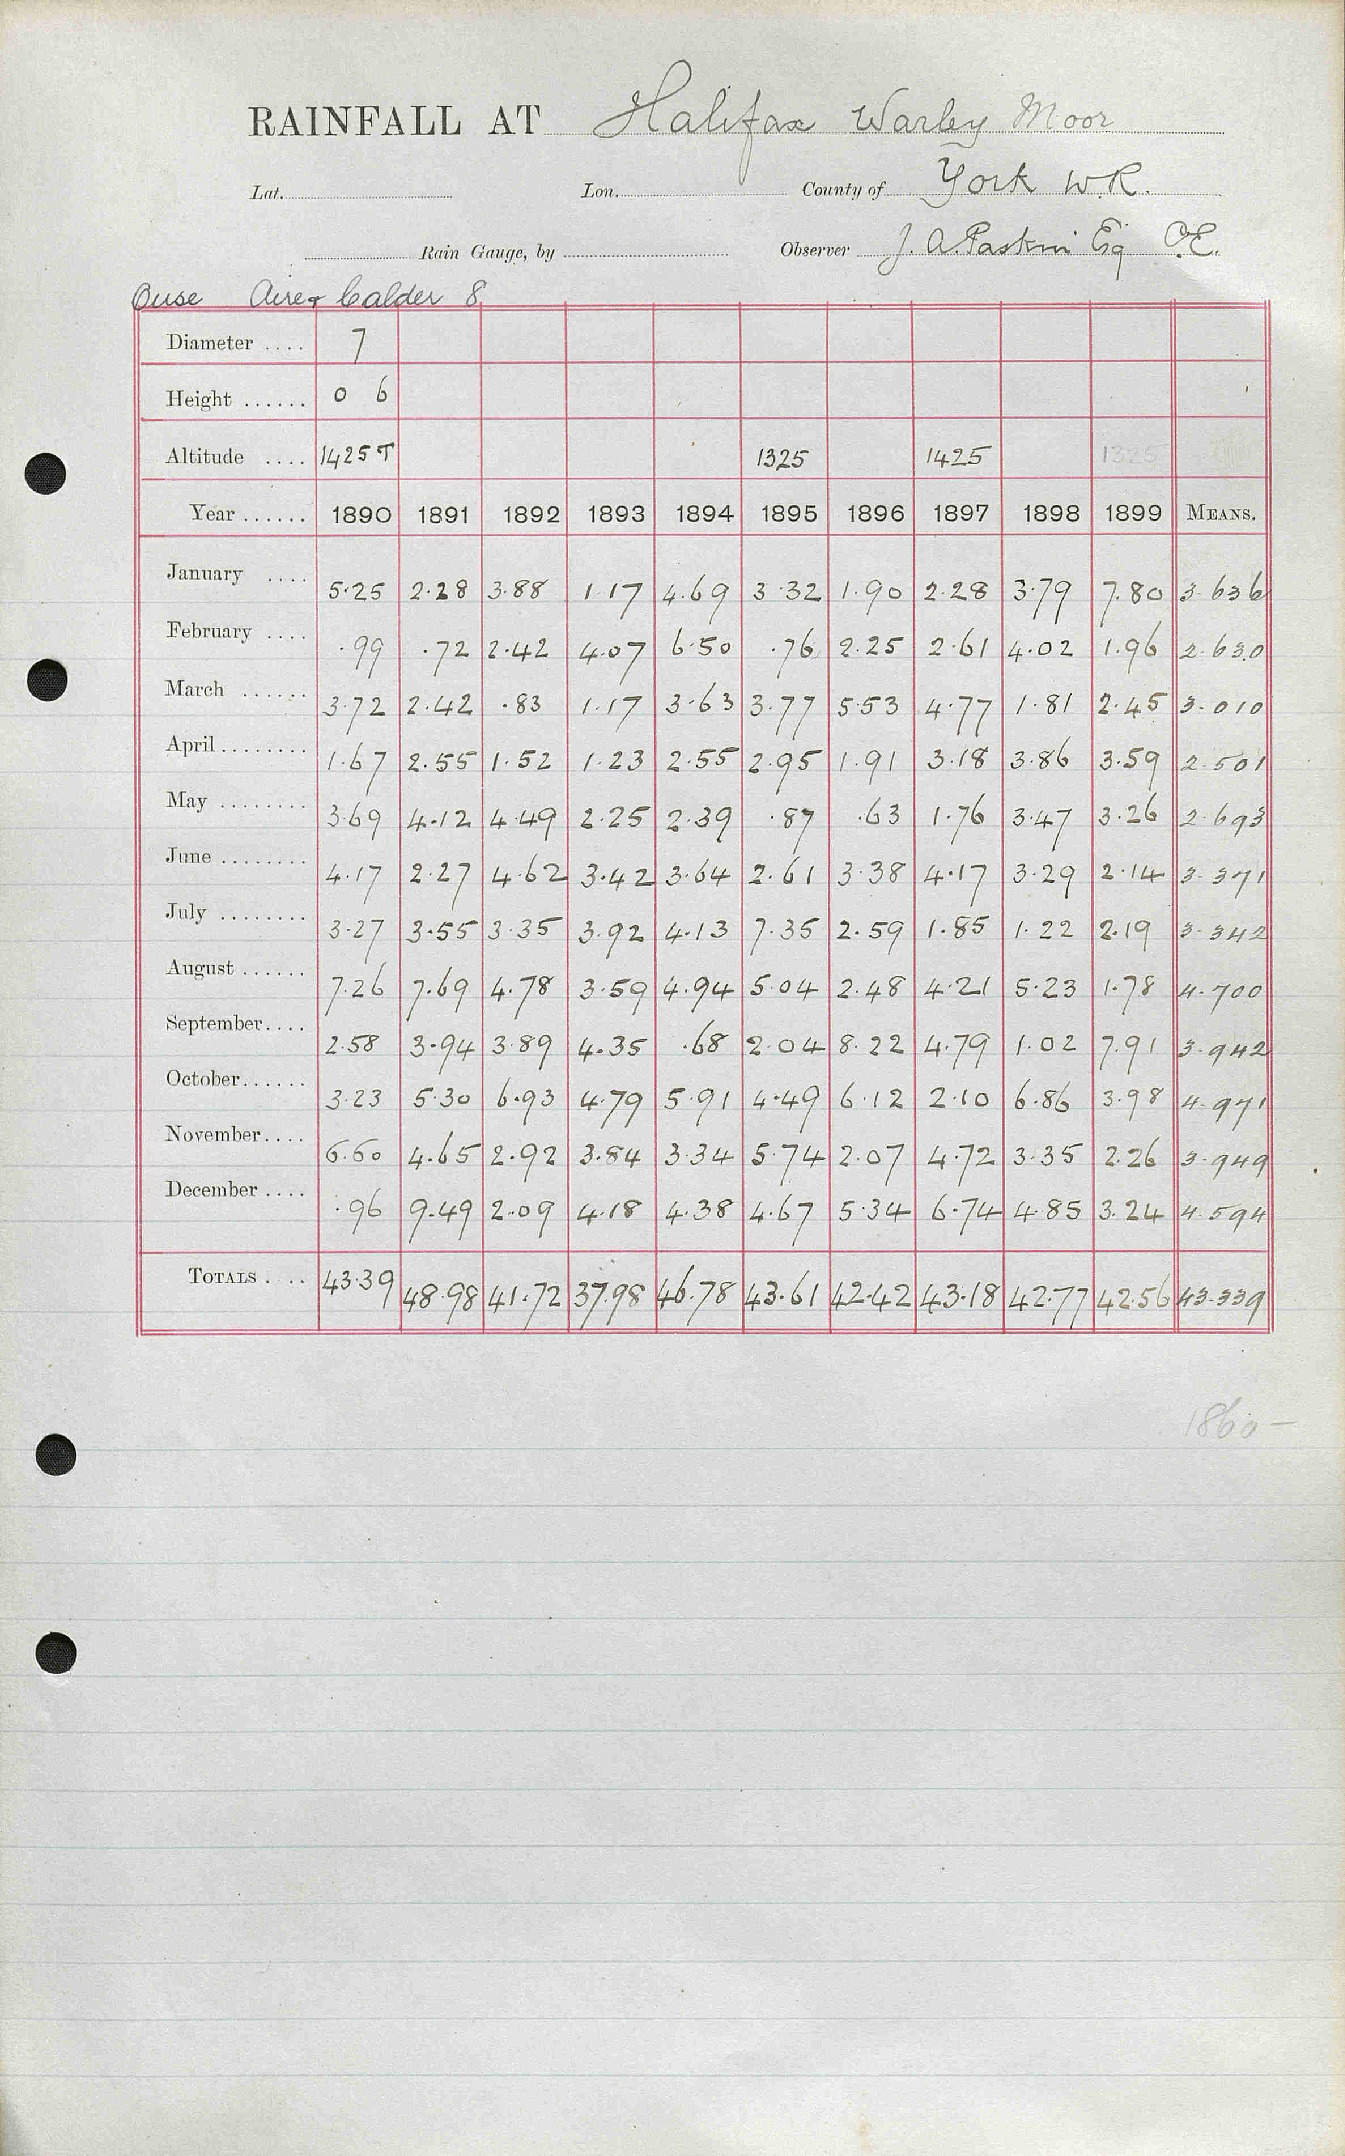 RAINFALL AT Halifax Warley Moor
Lat. Lon. County of York W.R.
Rain Gauge, by Observer J. A. Paskin Esq C.E.
Ouse Aire & Calder 8
Diameter .... 7
Height ...... 0 6
Altitude .... 1425 T 1325 1425 1325
Year ...... 1890 1891 1892 1893 1894 1895 1896 1897 1898 1899 MEANS.
January .... 5.25 2.28 3.88 1.17 4.69 3.32 1.90 2.28 3.79 7.80 3.636
February .... .99 .72 2.42 4.07 6.50 .76 2.25 2.61 4.02 1.96 2.630
March ...... 3.72 2.42 .83 1.17 3.63 3.77 5.53 4.77 1.81 2.45 3.010
April ........ 1.67 2.55 1.52 1.23 2.55 2.95 1.91 3.18 3.86 3.59 2.501
May ........ 3.69 4.12 4.49 2.25 2.39 .87 .63 1.76 3.47 3.26 2.693
June ........ 4.17 2.27 4.62 3.42 3.64 2.61 3.38 4.17 3.29 2.14 3.371
July ........ 3.27 3.55 3.35 3.92 4.13 7.35 2.59 1.85 1.22 2.19 3.342
August ...... 7.26 7.69 4.78 3.59 4.94 5.04 2.48 4.21 5.23 1.78 4.700
September.... 2.58 3.94 3.89 4.35 .68 2.04 8.22 4.79 1.02 7.91 3.942
October...... 3.23 5.30 6.93 4.79 5.91 4.49 6.12 2.10 6.86 3.98 4.971
November.... 6.60 4.65 2.92 3.84 3.34 5.74 2.07 4.72 3.35 2.26 3.949
December .... .96 9.49 2.09 4.18 4.38 4.67 5.34 6.74 4.85 3.24 4.594
TOTALS .... 43.39 48.98 41.72 37.98 46.78 43.61 42.42 43.18 42.77 42.56 43.339
1860 -